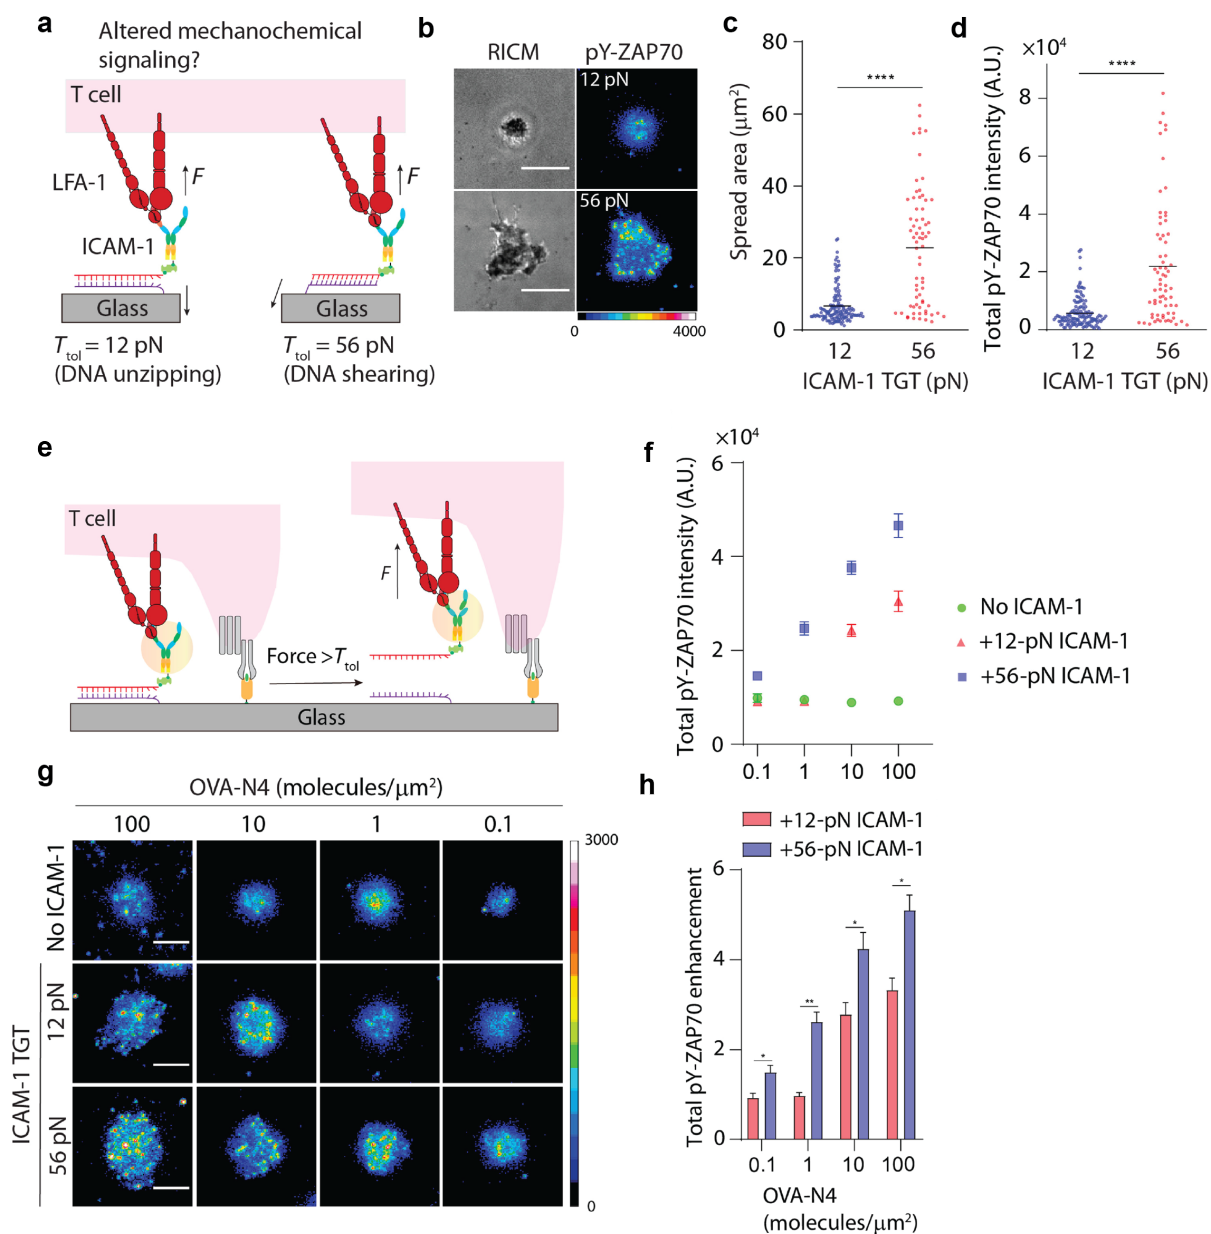 a
Altered mechanochemical
signaling?
T cell
LFA-1
F
F
ICAM-1
Glass
Glass
Ttol = 12 pN
(DNA unzipping)
Ttol = 56 pN
(DNA shearing)
b
RICM
pY-ZAP70
12 pN
56 pN
0
4000
c
Spread area (μm²)
80
60
40
20
0
****
12
56
ICAM-1 TGT (pN)
d
×10⁴
Total pY-ZAP70 intensity (A.U.)
8
6
4
2
0
****
12
56
ICAM-1 TGT (pN)
e
T cell
F
Force >Ttol
Glass
f
×10⁴
Total pY-ZAP70 intensity (A.U.)
6
4
2
0
0.1
1
10
100
No ICAM-1
+12-pN ICAM-1
+56-pN ICAM-1
g
OVA-N4 (molecules/μm²)
100
10
1
0.1
No ICAM-1
ICAM-1 TGT
12 pN
56 pN
3000
0
h
+12-pN ICAM-1
+56-pN ICAM-1
Total pY-ZAP70 enhancement
6
4
2
0
*
**
*
*
0.1
1
10
100
OVA-N4
(molecules/μm²)